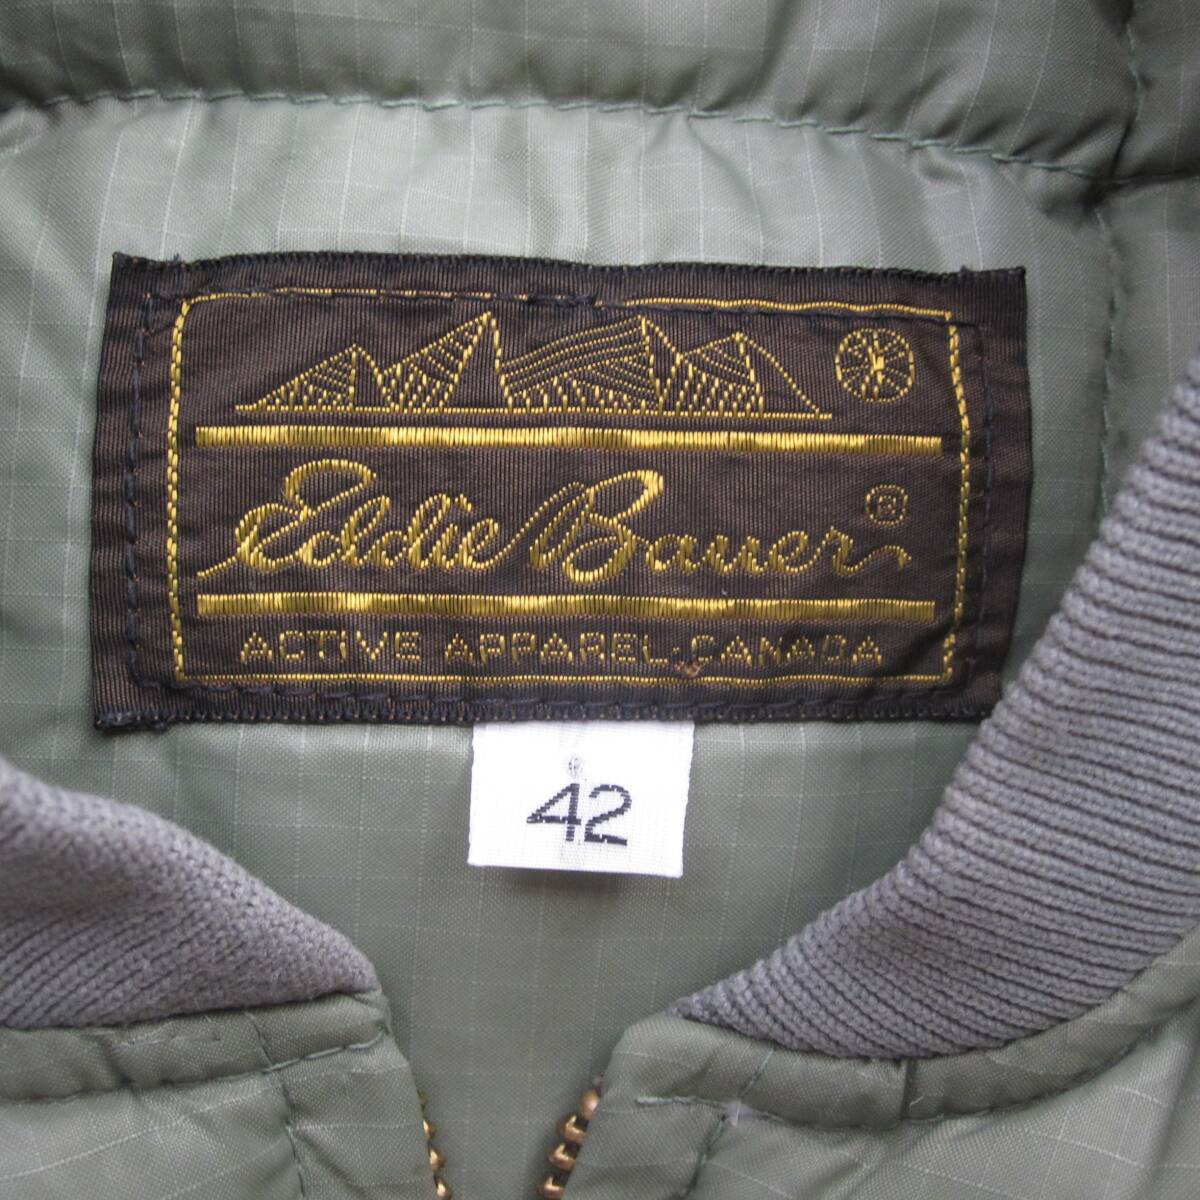 Eddie Bauer ®
ACTIVE APPAREL·CANADA
42